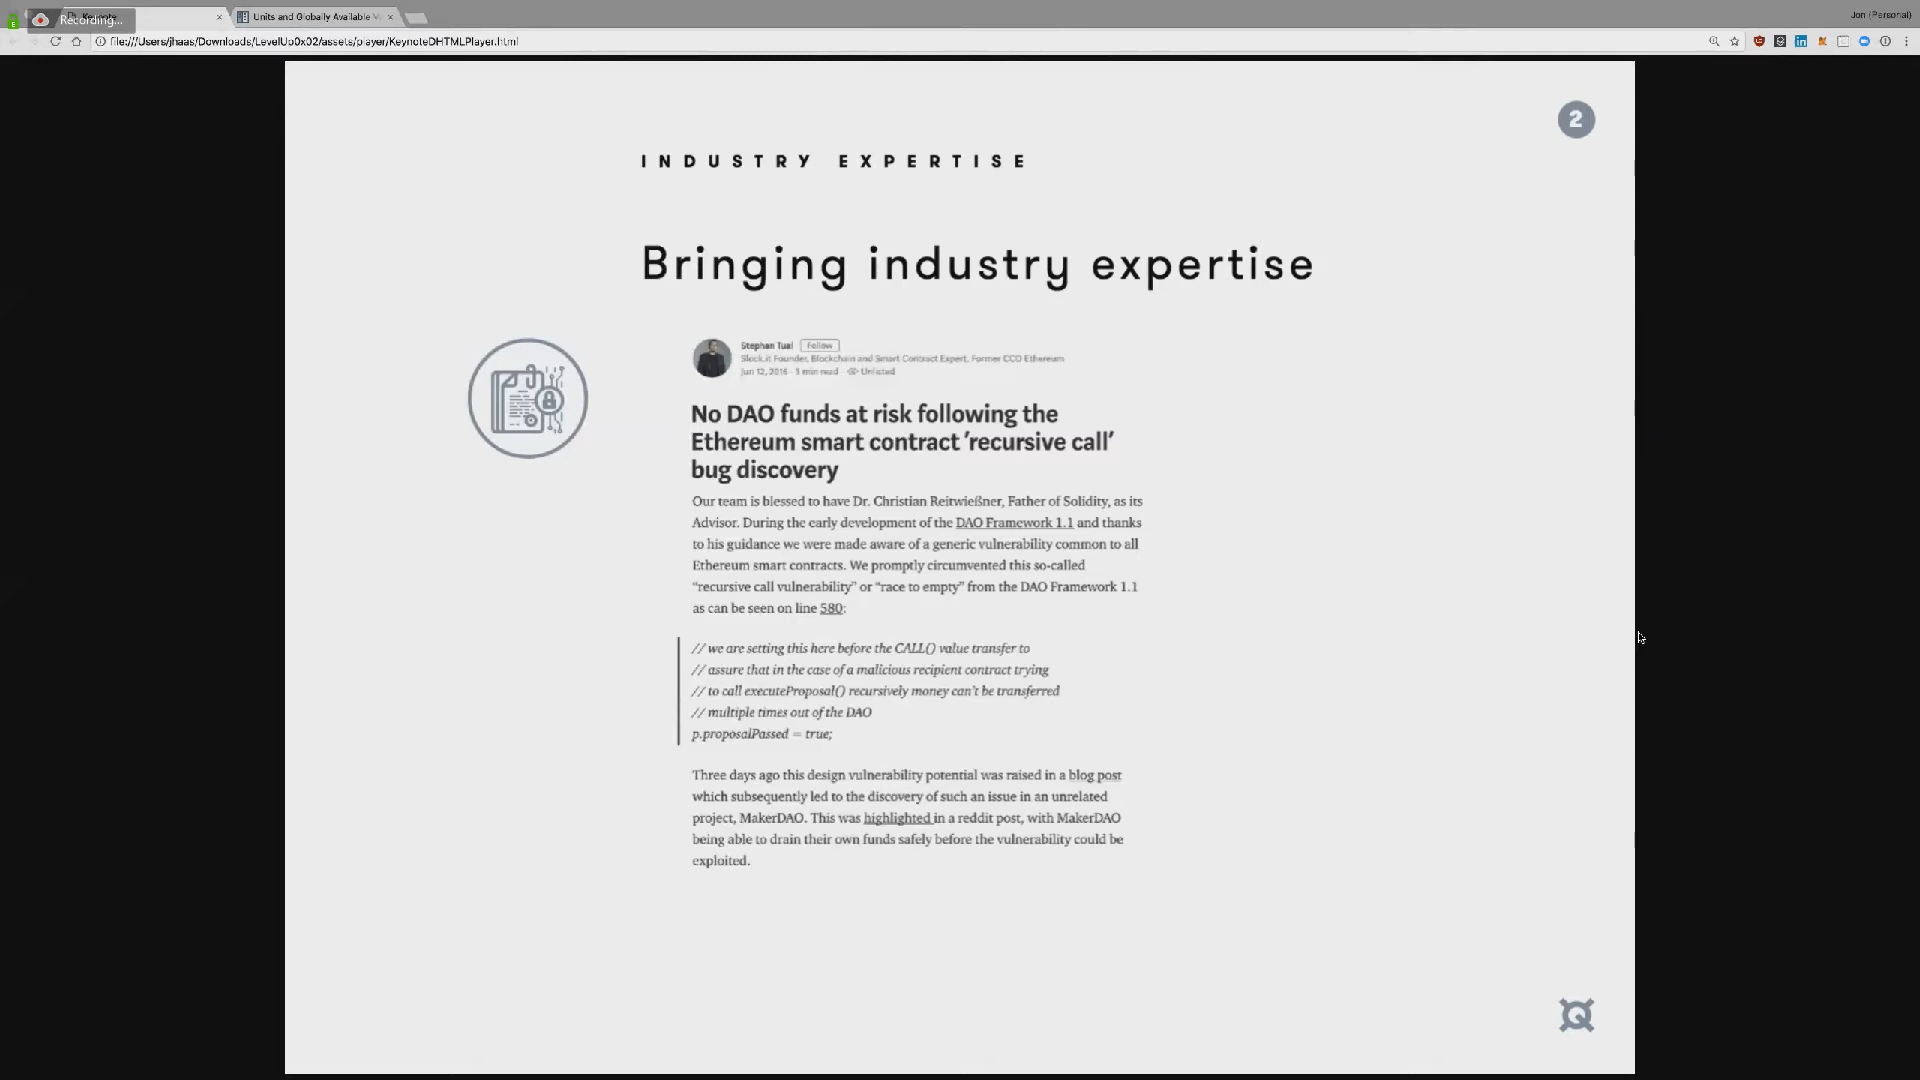 Recording...
Units and Globally Available V
Jon (Personal)
file:///Users/jhaas/Downloads/LevelUp0x02/assets/player/KeynoteDHTMLPlayer.html
2
INDUSTRY EXPERTISE
Bringing industry expertise
Stephan Tual Follow
Slock.it Founder, Blockchain and Smart Contract Expert, Former CCO Ethereum
Jun 12, 2016 · 1 min read · Unlisted
No DAO funds at risk following the
Ethereum smart contract ‘recursive call’
bug discovery
Our team is blessed to have Dr. Christian Reitwießner, Father of Solidity, as its
Advisor. During the early development of the DAO Framework 1.1 and thanks
to his guidance we were made aware of a generic vulnerability common to all
Ethereum smart contracts. We promptly circumvented this so-called
“recursive call vulnerability” or “race to empty” from the DAO Framework 1.1
as can be seen on line 580:
// we are setting this here before the CALL() value transfer to
// assure that in the case of a malicious recipient contract trying
// to call executeProposal() recursively money can’t be transferred
// multiple times out of the DAO
p.proposalPassed = true;
Three days ago this design vulnerability potential was raised in a blog post
which subsequently led to the discovery of such an issue in an unrelated
project, MakerDAO. This was highlighted in a reddit post, with MakerDAO
being able to drain their own funds safely before the vulnerability could be
exploited.